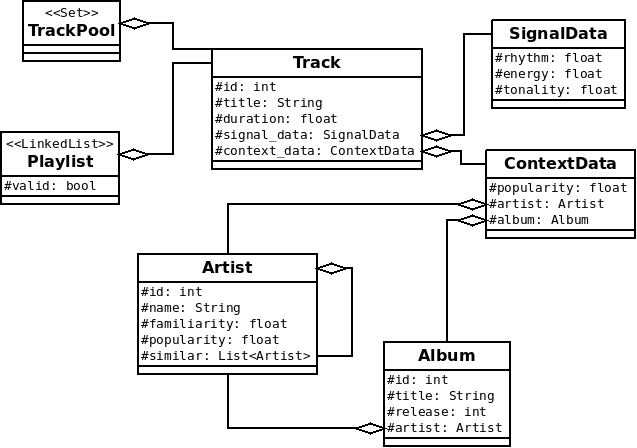 <<Set>>
TrackPool
Track
#id: int
#title: String
#duration: float
#signal_data: SignalData
#context_data: ContextData
SignalData
#rhythm: float
#energy: float
#tonality: float
<<LinkedList>>
Playlist
#valid: bool
ContextData
#popularity: float
#artist: Artist
#album: Album
Artist
#id: int
#name: String
#familiarity: float
#popularity: float
#similar: List<Artist>
Album
#id: int
#title: String
#release: int
#artist: Artist